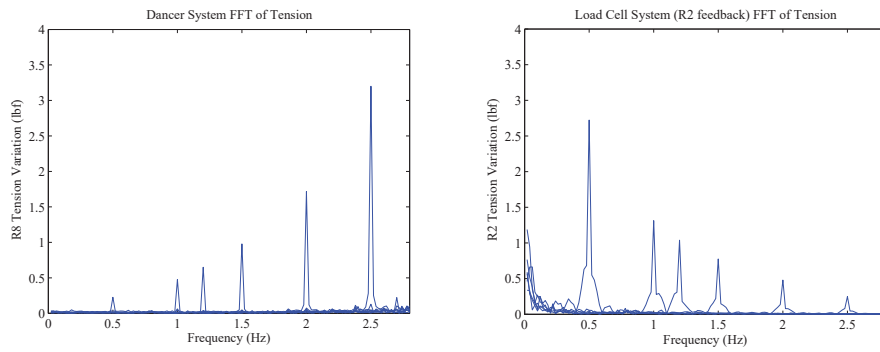 Dancer System FFT of Tension
4
3.5
3
2.5
2
1.5
1
0.5
0
R8 Tension Variation (lbf)
0 0.5 1 1.5 2 2.5
Frequency (Hz)
Load Cell System (R2 feedback) FFT of Tension
4
3.5
3
2.5
2
1.5
1
0.5
0
R2 Tension Variation (lbf)
0 0.5 1 1.5 2 2.5
Frequency (Hz)